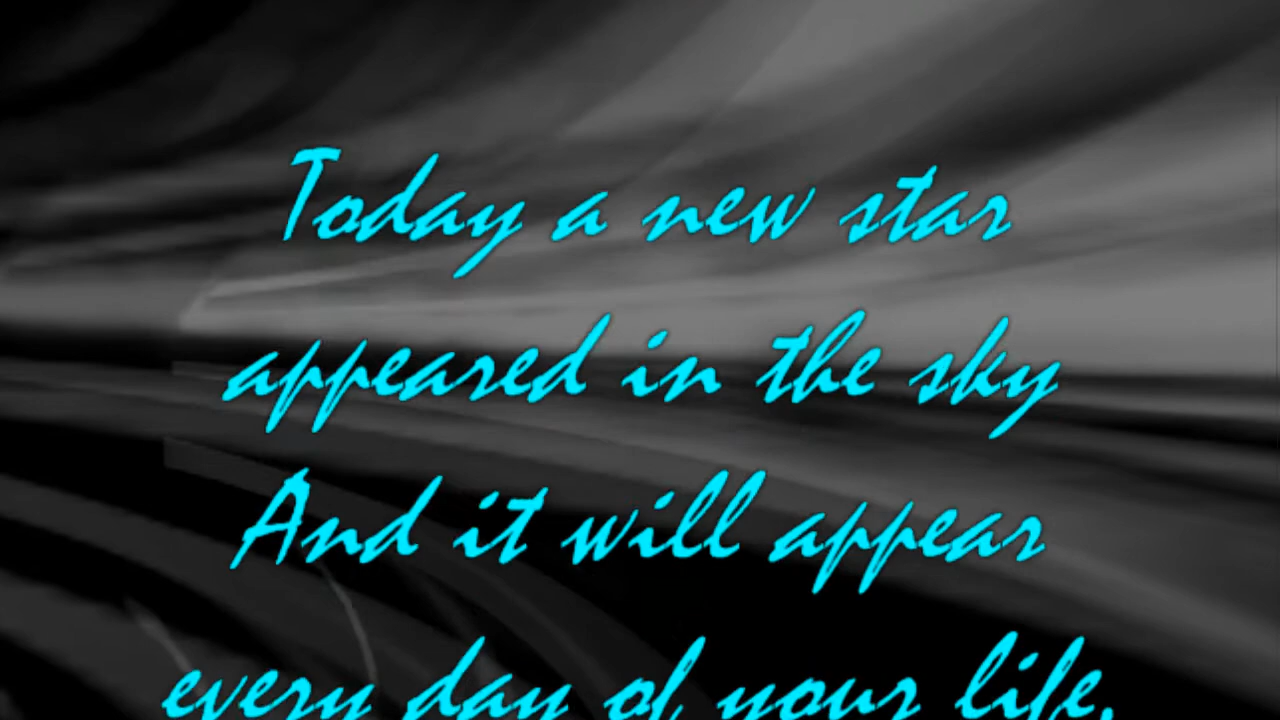 Today a new star
appeared in the sky
And it will appear
every day of your life.